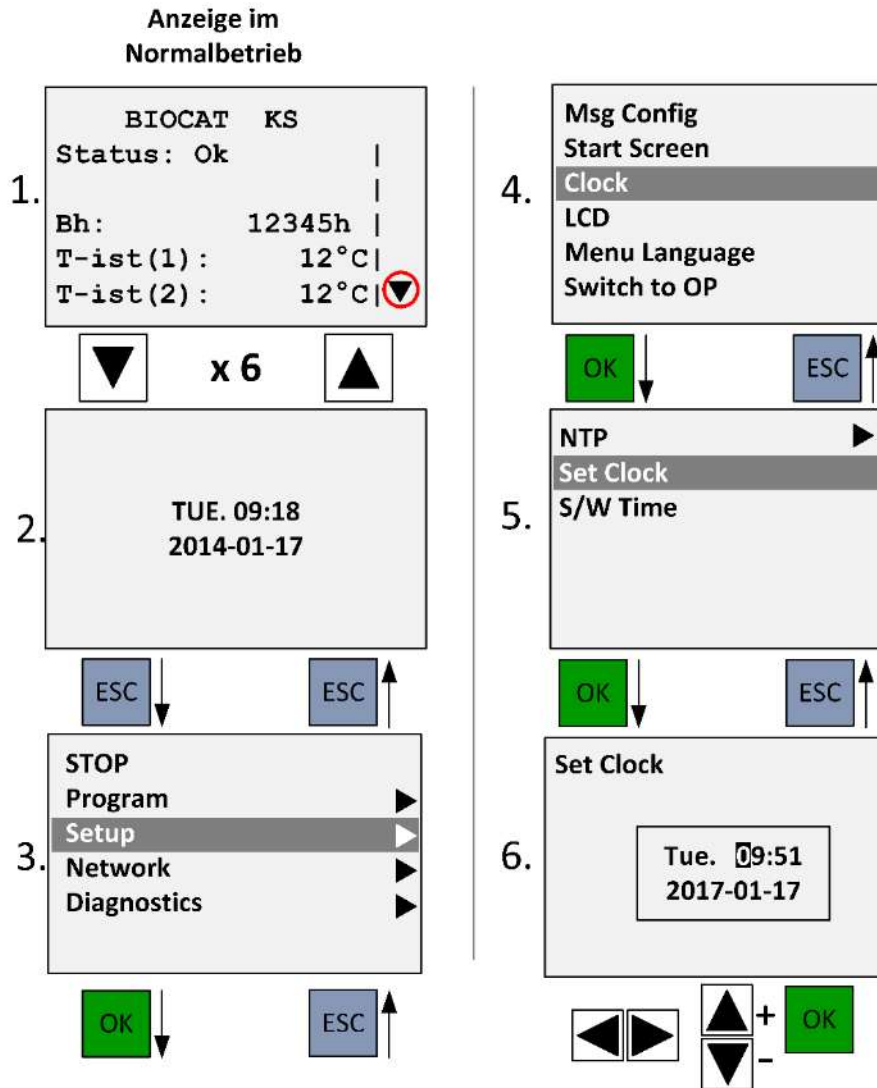 Anzeige im
Normalbetrieb
1.
BIOCAT KS
Status: Ok |
|
Bh: 12345h |
T-ist(1): 12°C|
T-ist(2): 12°C|▼
▼ x 6 ▲
2.
TUE. 09:18
2014-01-17
ESC ESC
3.
STOP
Program ▶
Setup ▶
Network ▶
Diagnostics ▶
OK ESC
4.
Msg Config
Start Screen
Clock
LCD
Menu Language
Switch to OP
OK ESC
5.
NTP ▶
Set Clock
S/W Time
OK ESC
6.
Set Clock
Tue. 09:51
2017-01-17
◀ ▶ ▲ + OK
▼ -